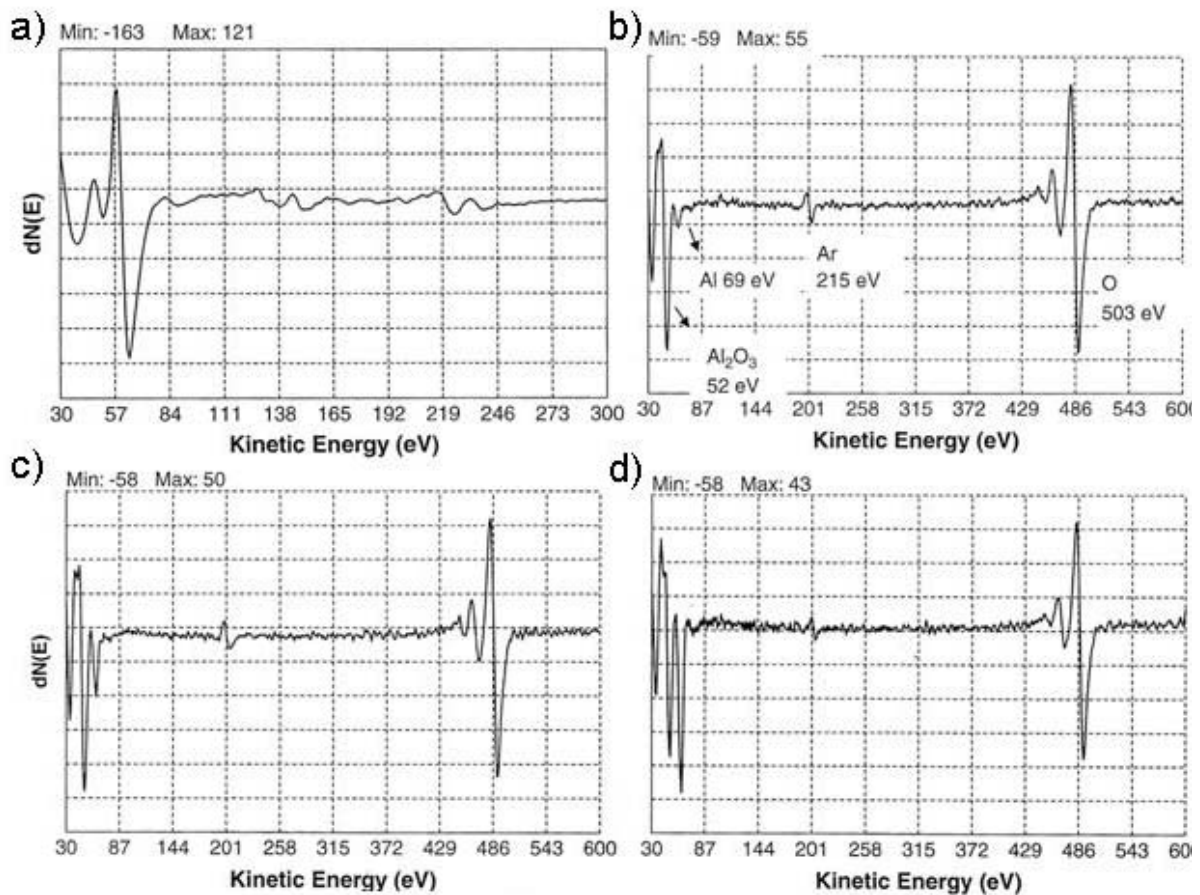 a)
Min: -163 Max: 121
dN(E)
30 57 84 111 138 165 192 219 246 273 300
Kinetic Energy (eV)
b)
Min: -59 Max: 55
Al 69 eV
Ar
215 eV
O
503 eV
Al₂O₃
52 eV
30 87 144 201 258 315 372 429 486 543 600
Kinetic Energy (eV)
c)
Min: -58 Max: 50
dN(E)
30 87 144 201 258 315 372 429 486 543 600
Kinetic Energy (eV)
d)
Min: -58 Max: 43
30 87 144 201 258 315 372 429 486 543 600
Kinetic Energy (eV)